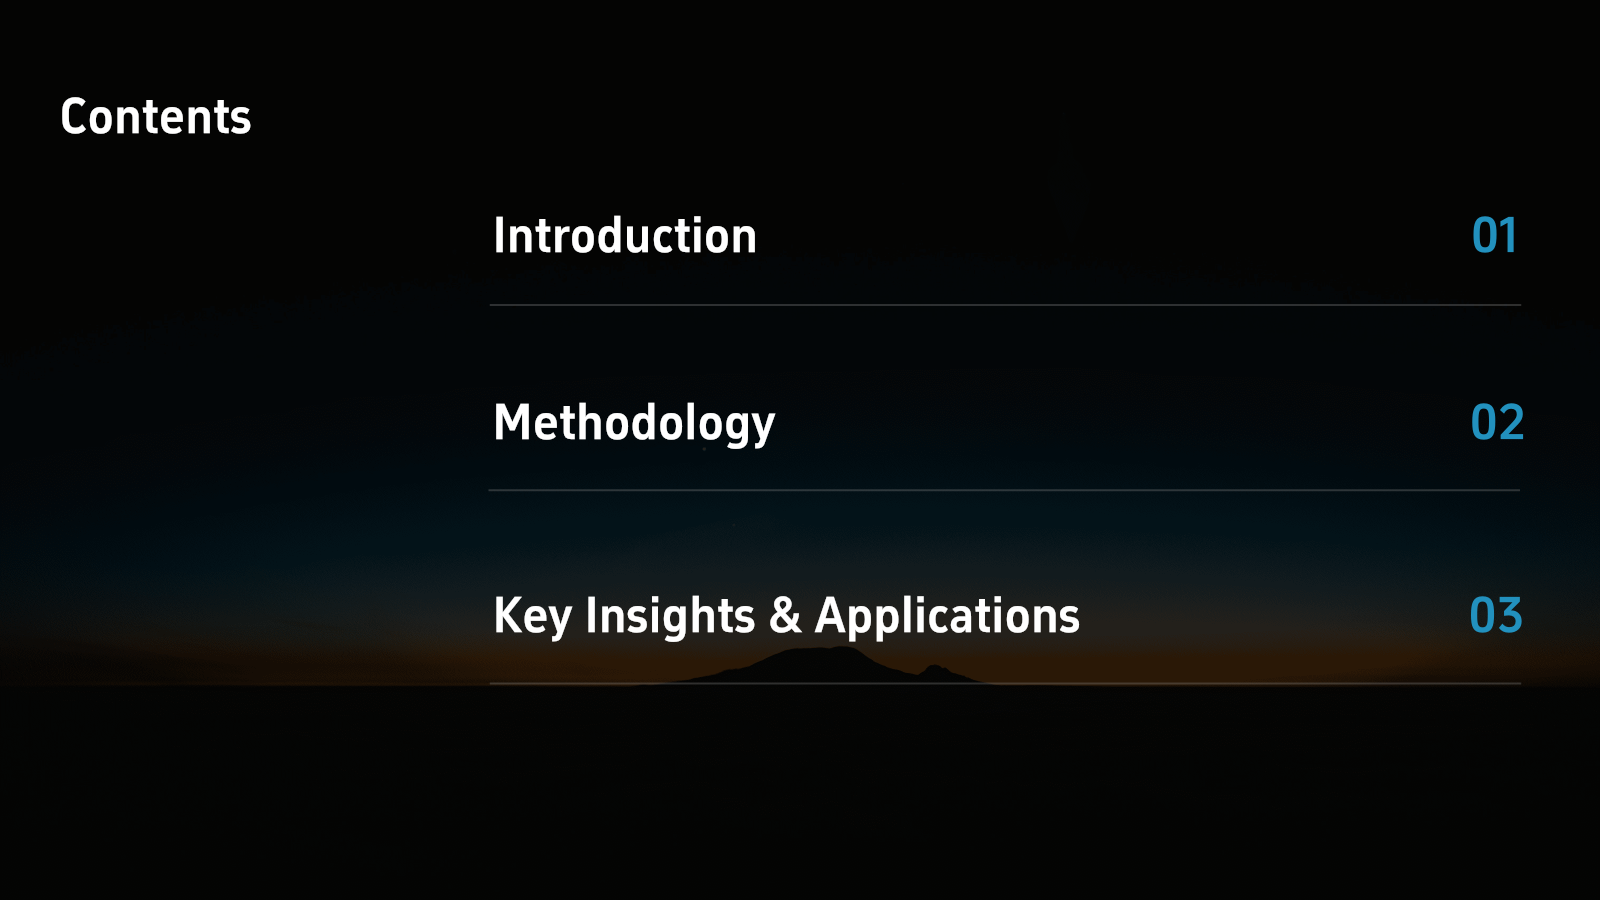 Contents
Introduction 01
Methodology 02
Key Insights & Applications 03